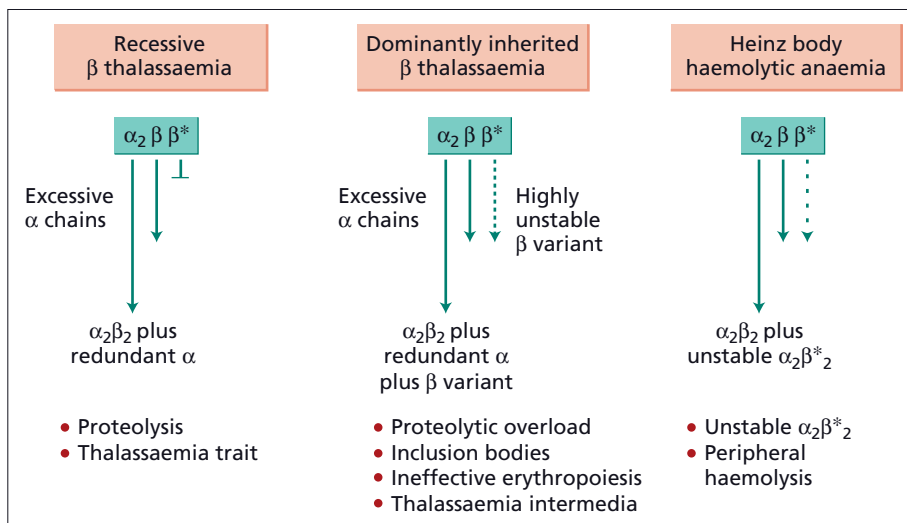 Recessive
β thalassaemia
α₂ β β*
Excessive
α chains
α₂β₂ plus
redundant α
• Proteolysis
• Thalassaemia trait
Dominantly inherited
β thalassaemia
α₂ β β*
Excessive
α chains
Highly
unstable
β variant
α₂β₂ plus
redundant α
plus β variant
• Proteolytic overload
• Inclusion bodies
• Ineffective erythropoiesis
• Thalassaemia intermedia
Heinz body
haemolytic anaemia
α₂ β β*
α₂β₂ plus
unstable α₂β*₂
• Unstable α₂β*₂
• Peripheral
haemolysis